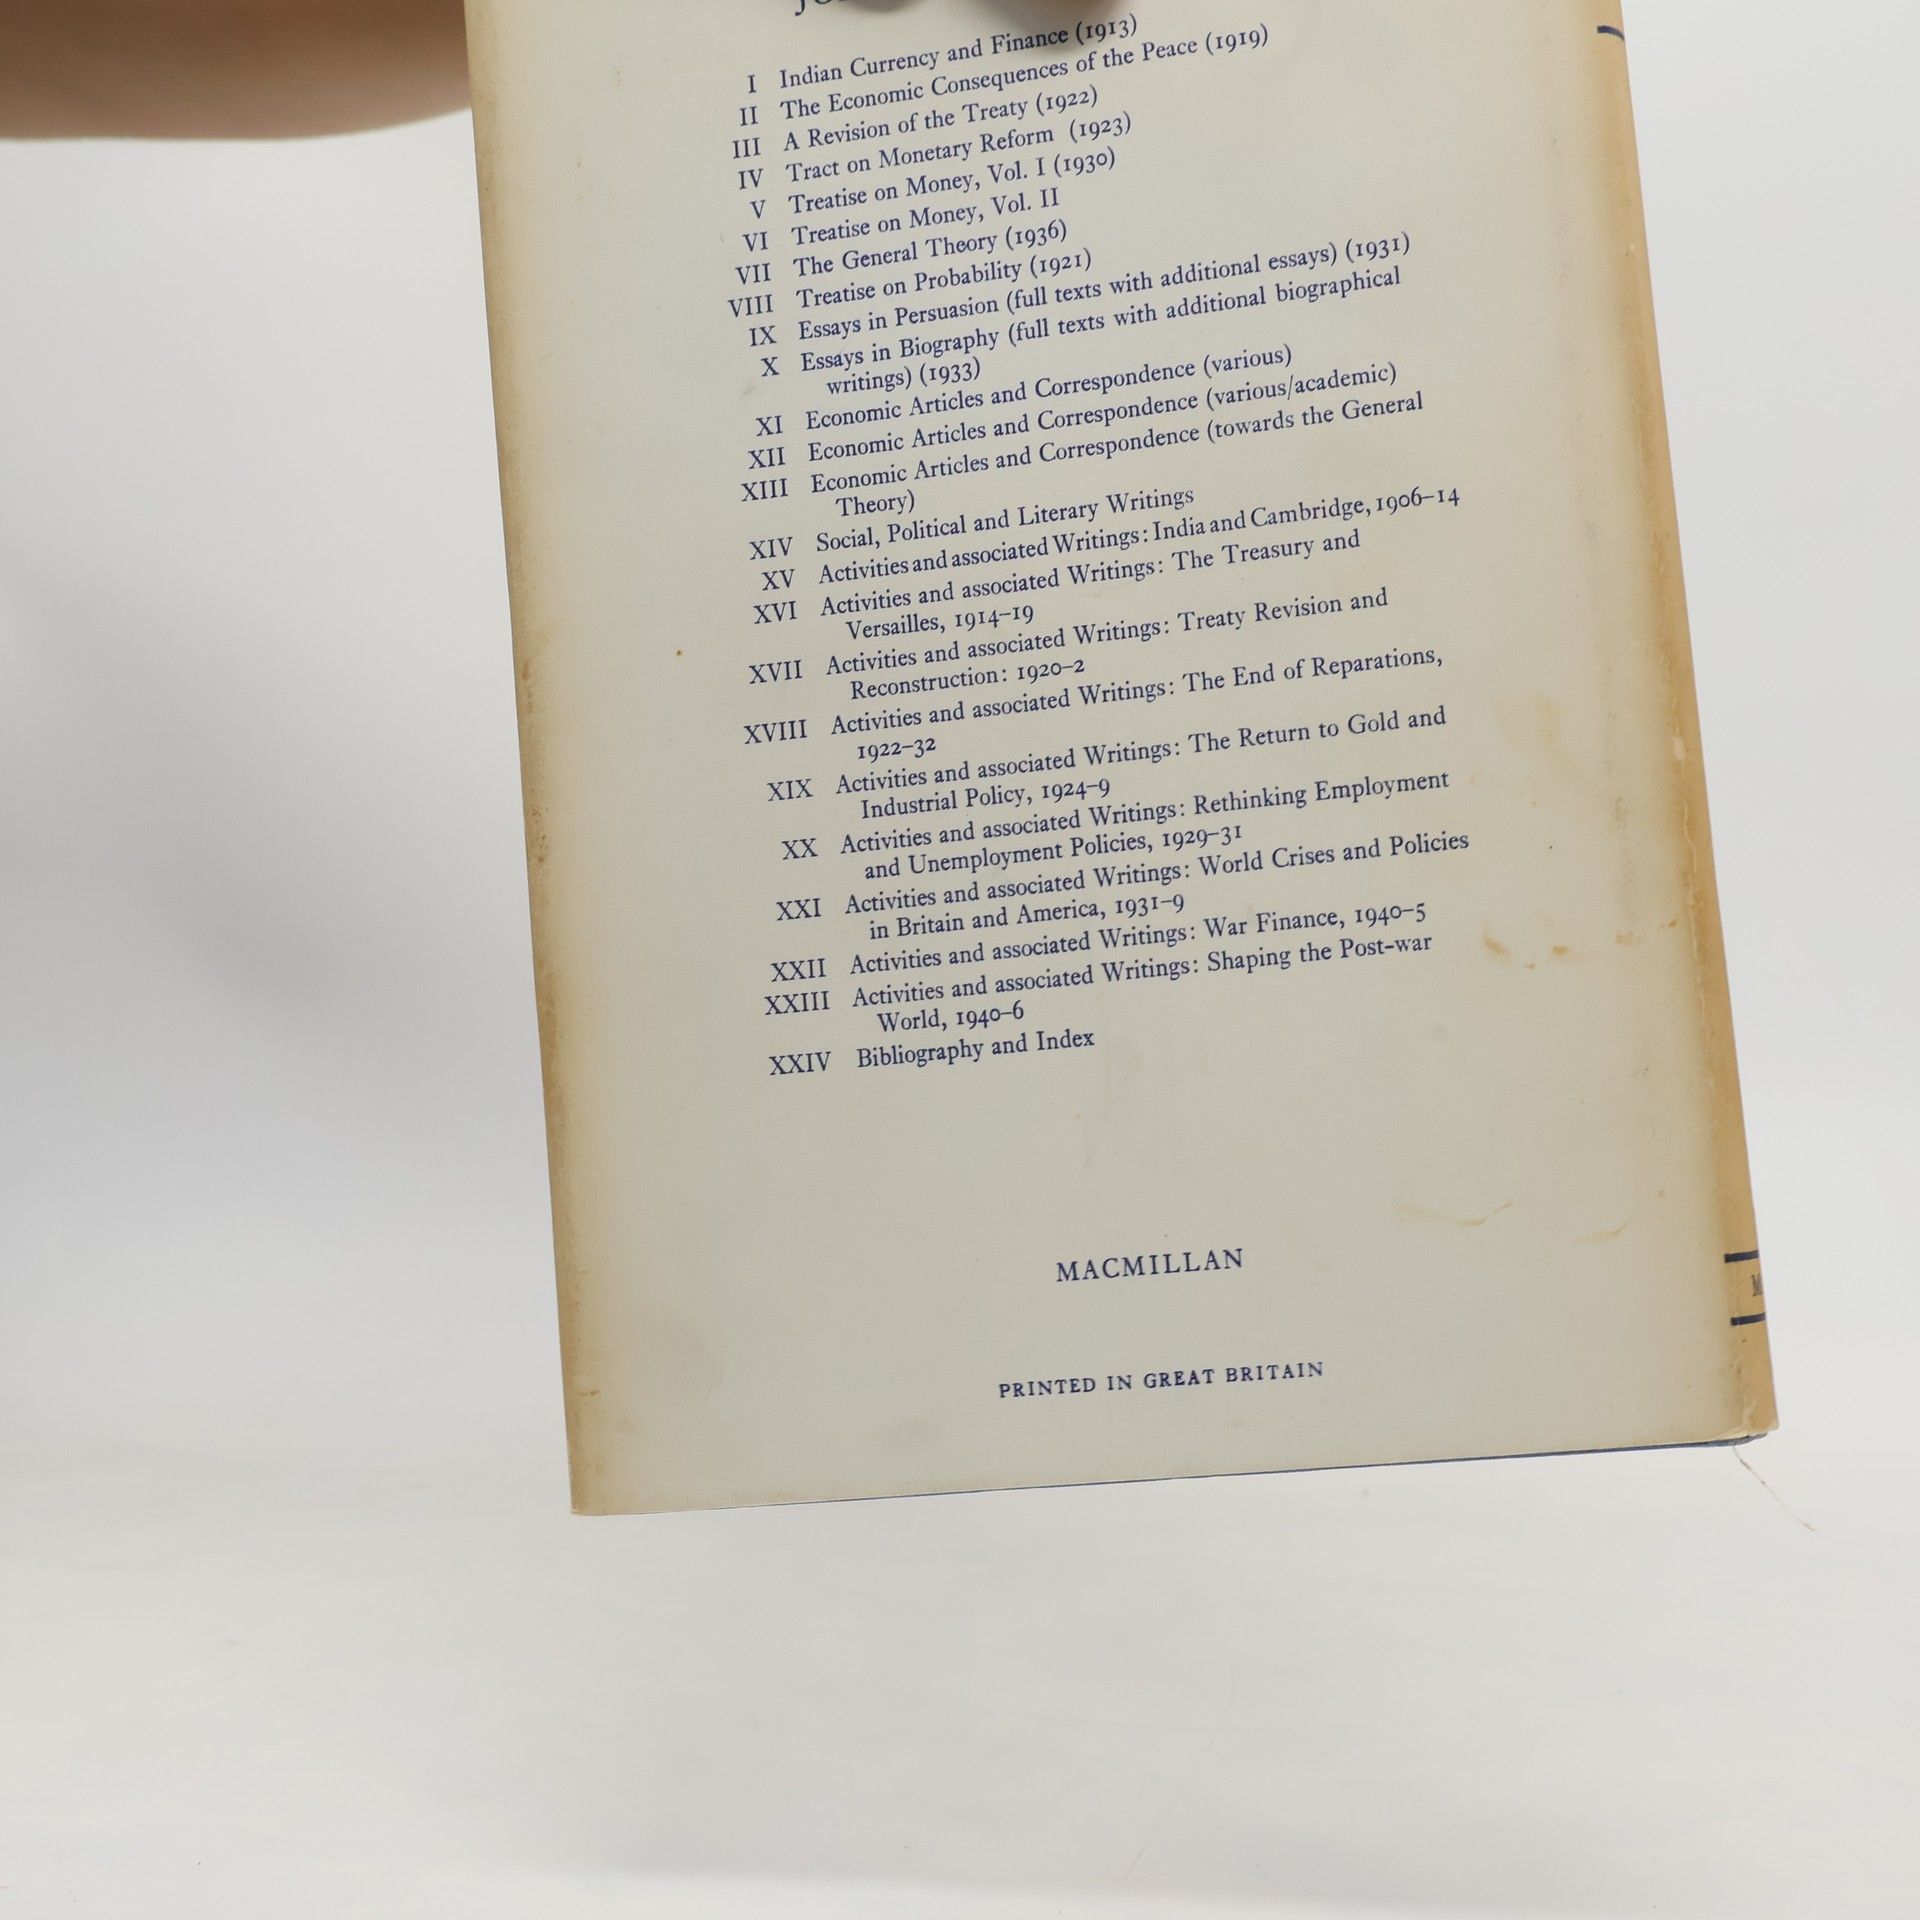 I Indian Currency and Finance (1913)
II The Economic Consequences of the Peace (1919)
III A Revision of the Treaty (1922)
IV Tract on Monetary Reform (1923)
V Treatise on Money, Vol. I (1930)
VI Treatise on Money, Vol. II
VII The General Theory (1936)
VIII Treatise on Probability (1921)
IX Essays in Persuasion (full texts with additional essays) (1931)
X Essays in Biography (full texts with additional biographical
writings) (1933)
XI Economic Articles and Correspondence (various)
XII Economic Articles and Correspondence (various/academic)
XIII Economic Articles and Correspondence (towards the General
Theory)
XIV Social, Political and Literary Writings
XV Activities and associated Writings: India and Cambridge, 1906–14
XVI Activities and associated Writings: The Treasury and
Versailles, 1914–19
XVII Activities and associated Writings: Treaty Revision and
Reconstruction: 1920–2
XVIII Activities and associated Writings: The End of Reparations,
1922–32
XIX Activities and associated Writings: The Return to Gold and
Industrial Policy, 1924–9
XX Activities and associated Writings: Rethinking Employment
and Unemployment Policies, 1929–31
XXI Activities and associated Writings: World Crises and Policies
in Britain and America, 1931–9
XXII Activities and associated Writings: War Finance, 1940–5
XXIII Activities and associated Writings: Shaping the Post-war
World, 1940–6
XXIV Bibliography and Index
MACMILLAN
PRINTED IN GREAT BRITAIN